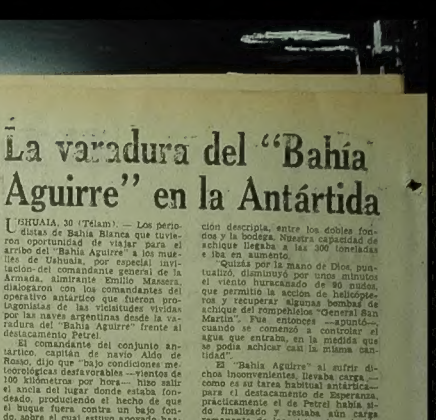 La varadura del "Bahía
Aguirre" en la Antártida
USHUAIA, 30 (Télam). — Los perio-
distas de Bahía Blanca que tuvie-
ron oportunidad de viajar para el
arribo del "Bahía Aguirre" a los mue-
lles de Ushuaia, por especial invi-
tación del comandante general de la
Armada, almirante Emilio Massera,
dialogaron con los comandantes del
operativo antártico que fueron pro-
tagonistas de las vicisitudes vividas
por las naves argentinas desde la va-
radura del "Bahía Aguirre" frente al
destacamento Petrel.
El comandante del conjunto an-
tártico, capitán de navío Aldo de
Rosso, dijo que "bajo condiciones me-
teorológicas desfavorables —vientos de
100 kilómetros por hora— hizo salir
el ancla del lugar donde estaba fon-
deado, produciendo el hecho de que
el buque fuera contra un bajo fon-
do, sobre el cual estuvo
ción descripta, entre los dobles fon-
dos y la bodega. Nuestra capacidad de
achique llegaba a las 300 toneladas
e iba en aumento.
"Quizás por la mano de Dios, pun-
tualizó, disminuyó por unos minutos
el viento huracanado de 90 nudos,
que permitió la acción de helicópte-
ros y recuperar algunas bombas de
achique del rompehielos "General San
Martín". Fue entonces —apuntó—,
cuando se comenzó a controlar el
agua que entraba, en la medida que
se podía achicar casi la misma can-
tidad".
El "Bahía Aguirre" al sufrir di-
chos inconvenientes, llevaba carga —
como es su tarea habitual antártica—
para el destacamento de Esperanza,
prácticamente el de Petrel había si-
do finalizado y estaba